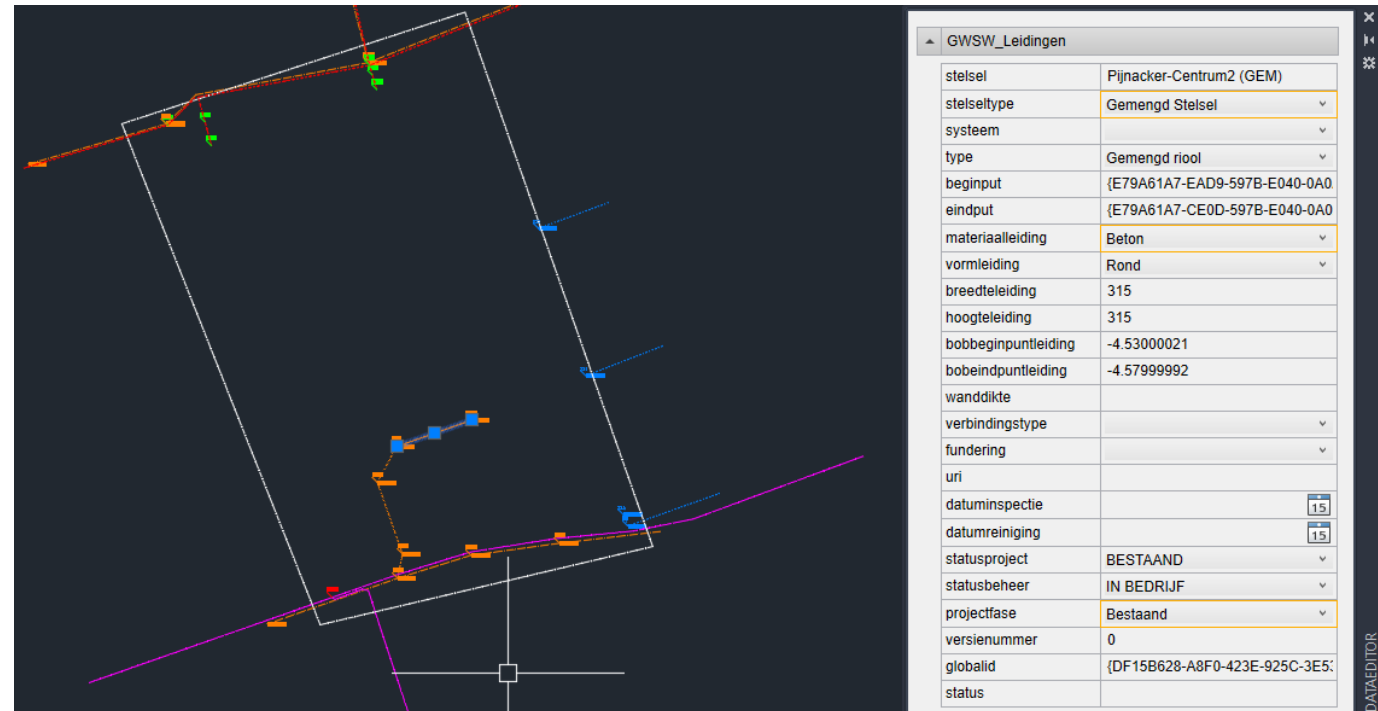 GWSW_Leidingen
stelsel Pijnacker-Centrum2 (GEM)
stelseltype Gemengd Stelsel
systeem
type Gemengd riool
beginput {E79A61A7-EAD9-597B-E040-0A0
eindput {E79A61A7-CE0D-597B-E040-0A0
materiaalleiding Beton
vormleiding Rond
breedteleiding 315
hoogteleiding 315
bobbeginpuntleiding -4.53000021
bobeindpuntleiding -4.57999992
wanddikte
verbindingstype
fundering
uri
datuminspectie 15
datumreiniging 15
statusproject BESTAAND
statusbeheer IN BEDRIJF
projectfase Bestaand
versienummer 0
globalid {DF15B628-A8F0-423E-925C-3E5
status
DATAEDITOR